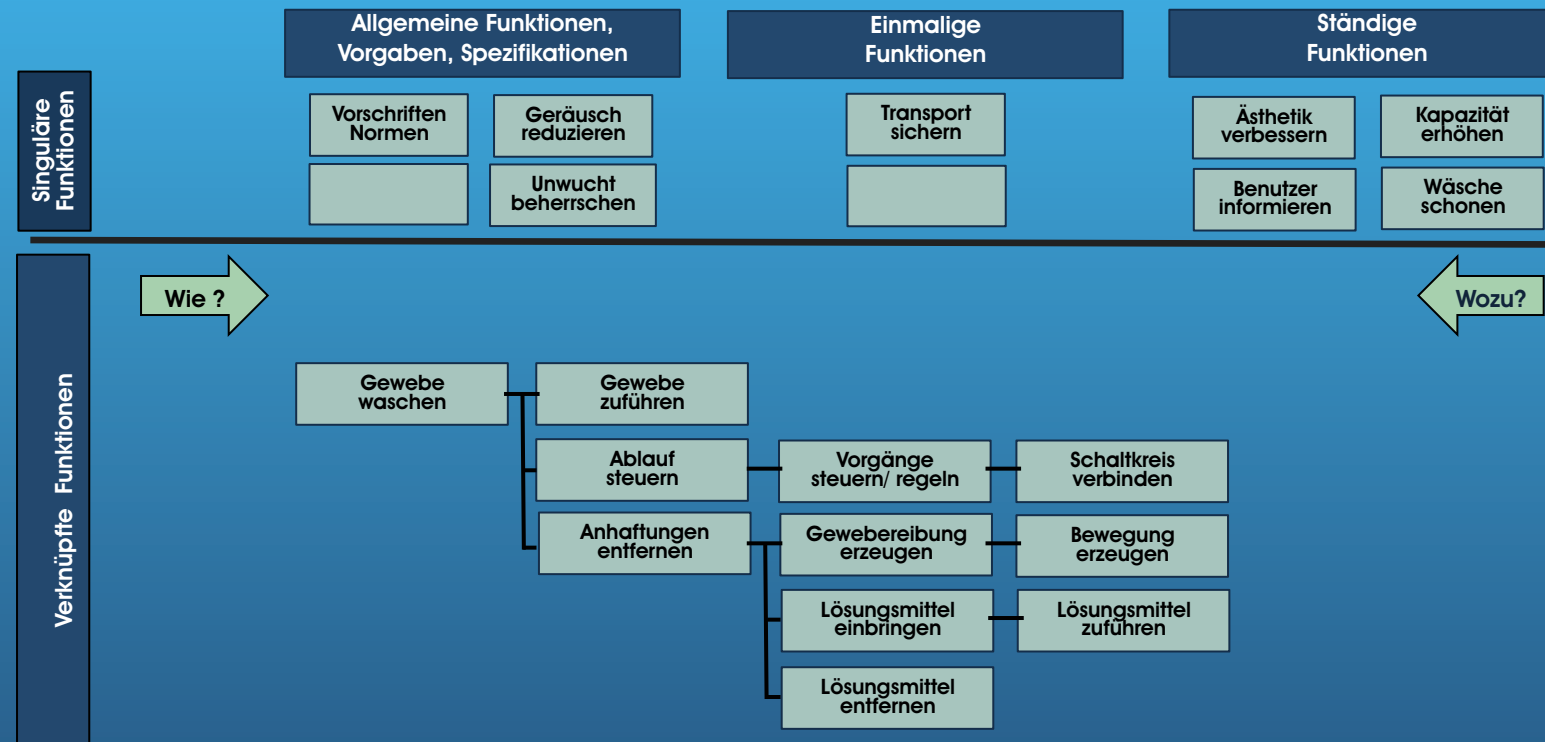 Allgemeine Funktionen,
Vorgaben, Spezifikationen
Einmalige
Funktionen
Ständige
Funktionen
Singuläre
Funktionen
Vorschriften
Normen
Geräusch
reduzieren
Unwucht
beherrschen
Transport
sichern
Ästhetik
verbessern
Kapazität
erhöhen
Benutzer
informieren
Wäsche
schonen
Verknüpfte Funktionen
Wie ?
Wozu?
Gewebe
waschen
Gewebe
zuführen
Ablauf
steuern
Vorgänge
steuern/ regeln
Schaltkreis
verbinden
Anhaftungen
entfernen
Gewebereibung
erzeugen
Bewegung
erzeugen
Lösungsmittel
einbringen
Lösungsmittel
zuführen
Lösungsmittel
entfernen